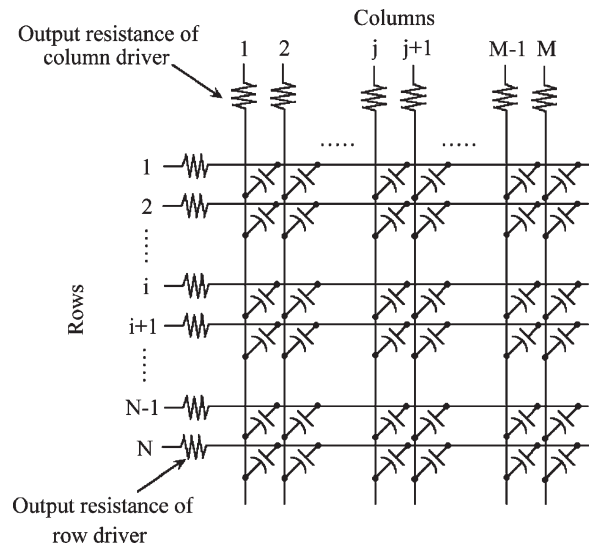 Output resistance of
column driver
Columns
1 2 j j+1 M-1 M
..... .....
1
2
.....
i
i+1
.....
N-1
N
Rows
Output resistance of
row driver